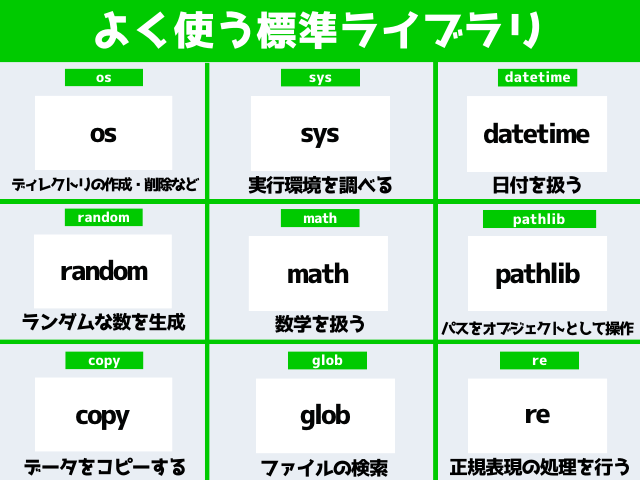 よく使う標準ライブラリ
os
sys
datetime
os
sys
datetime
ディレクトリの作成・削除など
実行環境を調べる
日付を扱う
random
math
pathlib
random
math
pathlib
ランダムな数を生成
数学を扱う
パスをオブジェクトとして操作
copy
glob
re
copy
glob
re
データをコピーする
ファイルの検索
正規表現の処理を行う